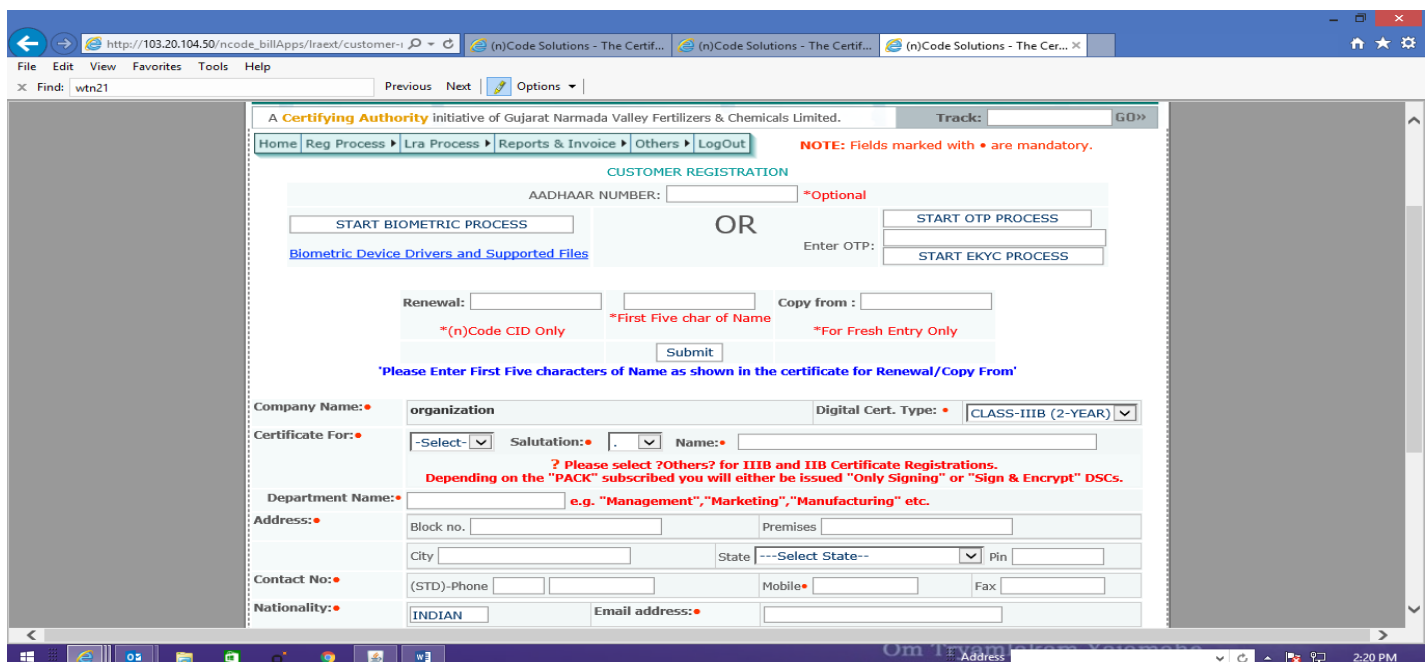 http://103.20.104.50/ncode_billApps/lraext/customer-
(n)Code Solutions - The Certif...
(n)Code Solutions - The Certif...
(n)Code Solutions - The Cer...
File Edit View Favorites Tools Help
Find: wtn21 Previous Next Options
A Certifying Authority initiative of Gujarat Narmada Valley Fertilizers & Chemicals Limited. Track: GO»
Home Reg Process Lra Process Reports & Invoice Others LogOut NOTE: Fields marked with • are mandatory.
CUSTOMER REGISTRATION
AADHAAR NUMBER: *Optional
START BIOMETRIC PROCESS OR START OTP PROCESS
Biometric Device Drivers and Supported Files Enter OTP:
START EKYC PROCESS
Renewal: Copy from :
*(n)Code CID Only *First Five char of Name *For Fresh Entry Only
Submit
'Please Enter First Five characters of Name as shown in the certificate for Renewal/Copy From'
Company Name:• organization Digital Cert. Type: • CLASS-IIIB (2-YEAR)
Certificate For:• -Select- Salutation:• . Name:•
? Please select ?Others? for IIIB and IIB Certificate Registrations.
Depending on the "PACK" subscribed you will either be issued "Only Signing" or "Sign & Encrypt" DSCs.
Department Name:• e.g. "Management","Marketing","Manufacturing" etc.
Address:• Block no. Premises
City State ---Select State-- Pin
Contact No:• (STD)-Phone Mobile• Fax
Nationality:• INDIAN Email address:•
Address 2:20 PM